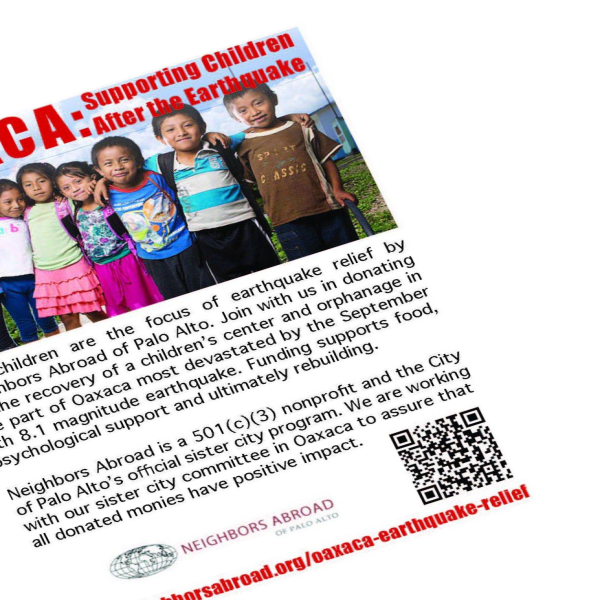 CA: Supporting Children
After the Earthquake
SPORT
CLASSIC
children are the focus of earthquake relief by
hbors Abroad of Palo Alto. Join with us in donating
he recovery of a children's center and orphanage in
e part of Oaxaca most devastated by the September
th 8.1 magnitude earthquake. Funding supports food,
psychological support and ultimately rebuilding.
Neighbors Abroad is a 501(c)(3) nonprofit and the City
of Palo Alto's official sister city program. We are working
with our sister city committee in Oaxaca to assure that
all donated monies have positive impact.
NEIGHBORS ABROAD
OF PALO ALTO
hborsabroad.org/oaxaca-earthquake-relief